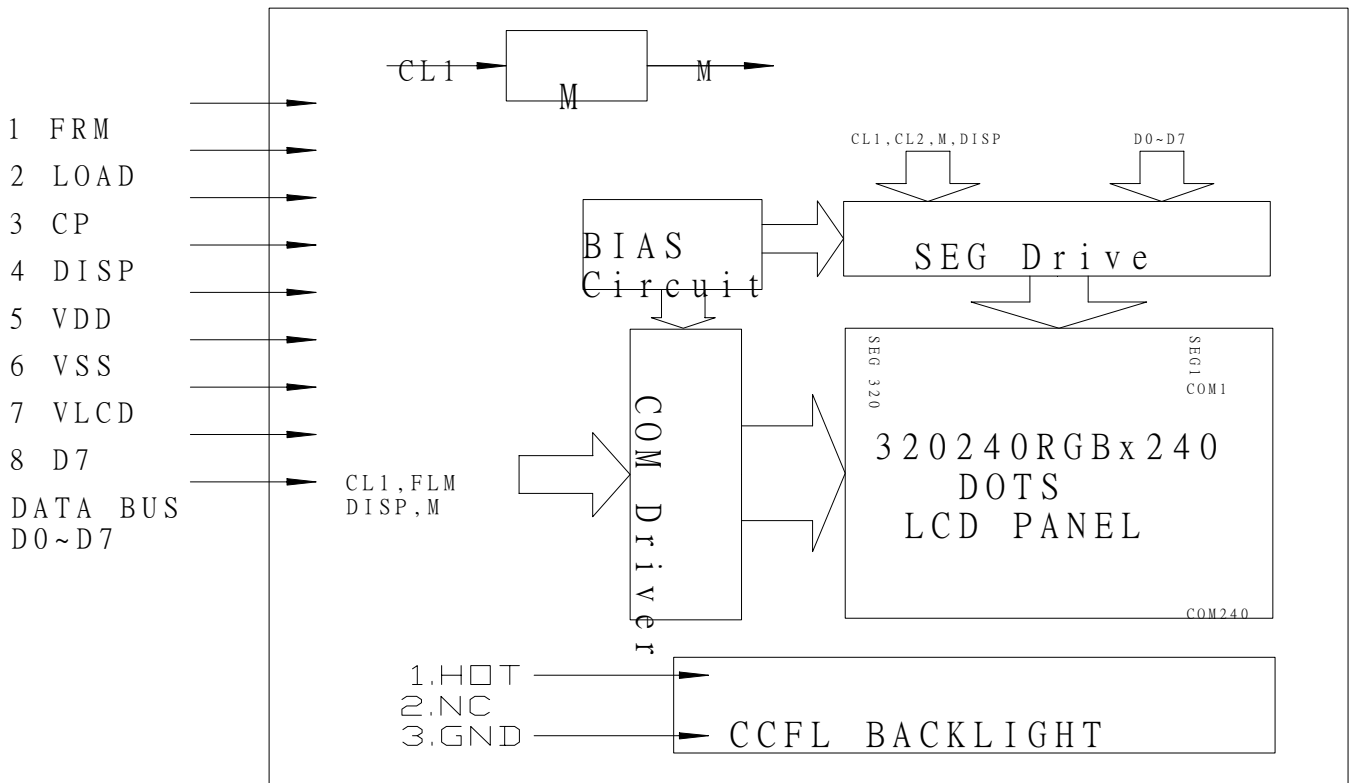 CL1
M
M
1 FRM
2 LOAD
3 CP
4 DISP
5 VDD
6 VSS
7 VLCD
8 D7
DATA BUS
D0~D7
CL1,CL2,M,DISP
D0~D7
BIAS
Circuit
SEG Drive
CL1,FLM
DISP,M
COM Driver
SEG 320
SEG1
COM1
320240RGBx240
DOTS
LCD PANEL
COM240
1.HOT
2.NC
3.GND
CCFL BACKLIGHT